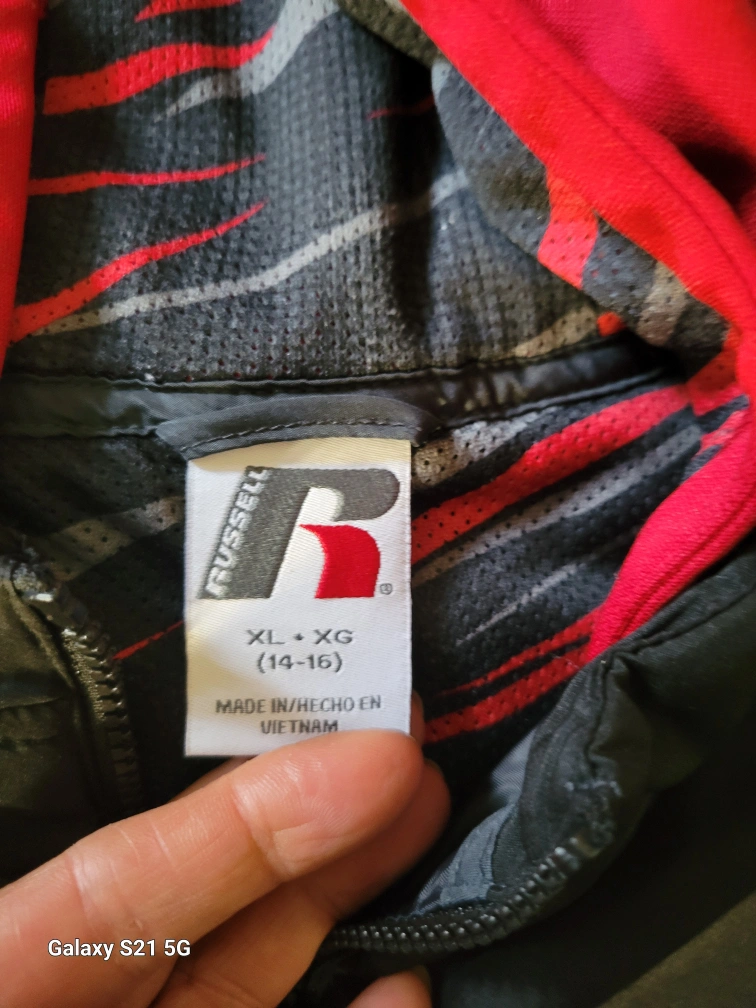 RUSSELL
R
®
XL • XG
(14-16)
MADE IN/HECHO EN
VIETNAM
Galaxy S21 5G